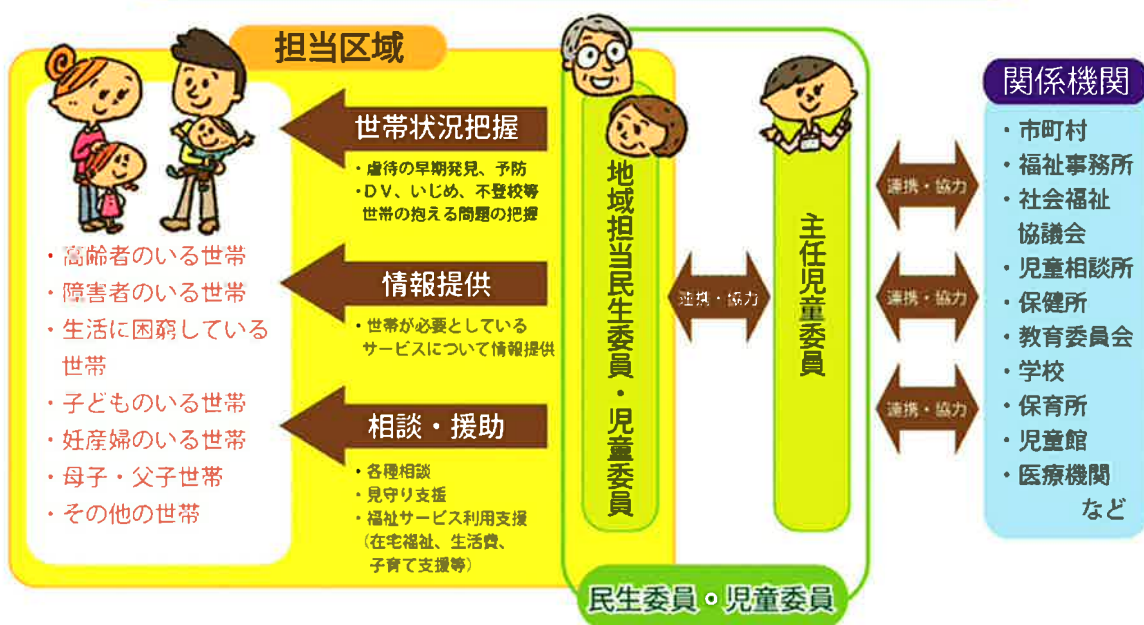 担当区域
・高齢者のいる世帯
・障害者のいる世帯
・生活に困窮している
世帯
・子どものいる世帯
・妊産婦のいる世帯
・母子・父子世帯
・その他の世帯
世帯状況把握
・虐待の早期発見、予防
・DV、いじめ、不登校等
世帯の抱える問題の把握
情報提供
・世帯が必要としている
サービスについて情報提供
相談・援助
・各種相談
・見守り支援
・福祉サービス利用支援
(在宅福祉、生活費、
子育て支援等)
地域担当民生委員・児童委員
連携・協力
主任児童委員
民生委員・児童委員
連携・協力
連携・協力
連携・協力
関係機関
・市町村
・福祉事務所
・社会福祉
協議会
・児童相談所
・保健所
・教育委員会
・学校
・保育所
・児童館
・医療機関
など